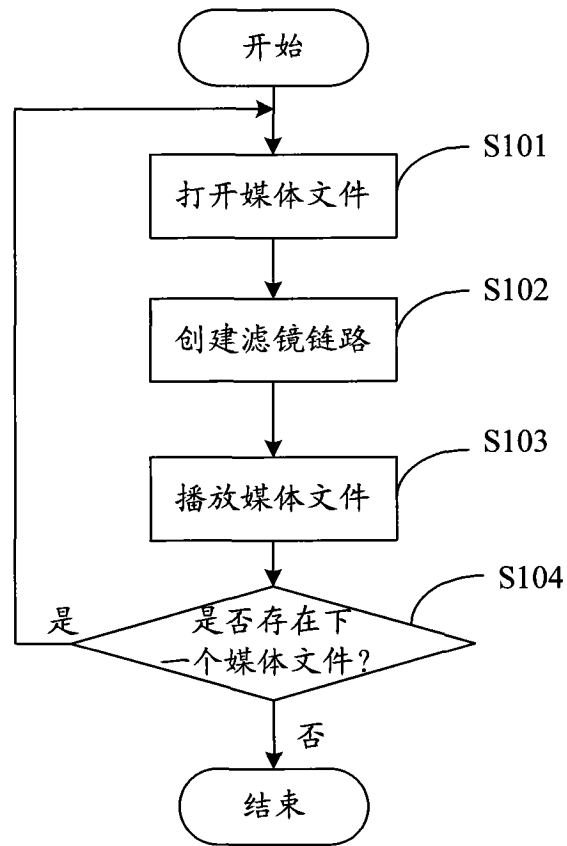 开始
S101
打开媒体文件
S102
创建滤镜链路
S103
播放媒体文件
S104
是
是否存在下
一个媒体文件?
否
结束